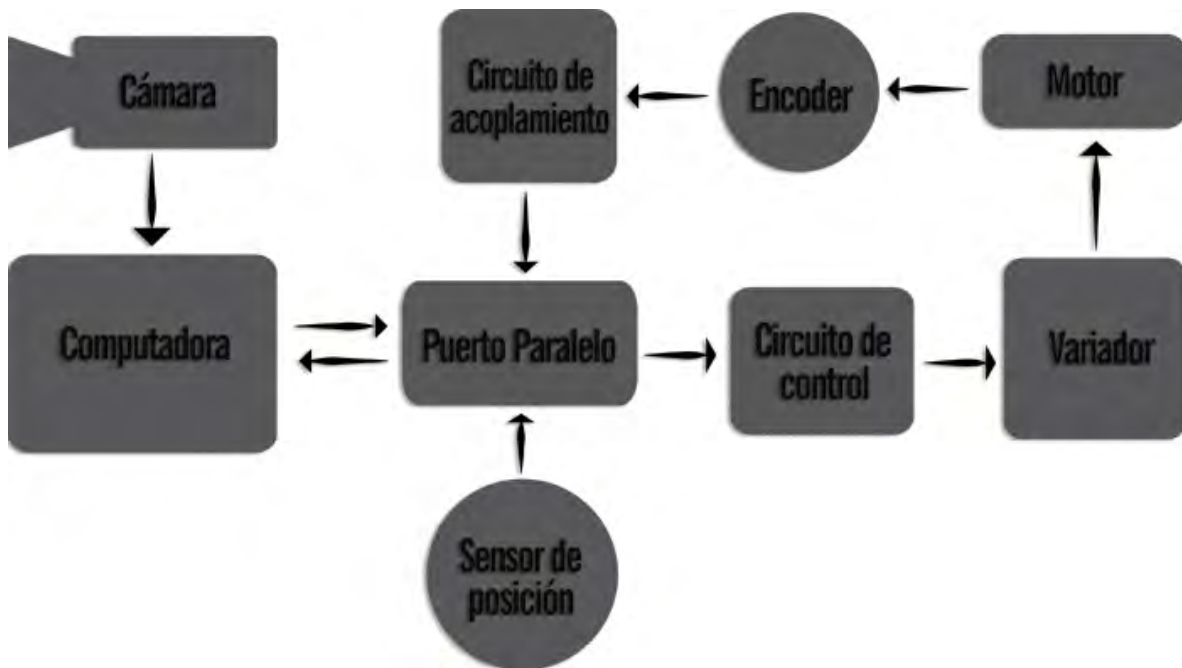 Cámara
Circuito de
acoplamiento
Encoder
Motor
Computadora
Puerto Paralelo
Circuito de
control
Variador
Sensor de
posición